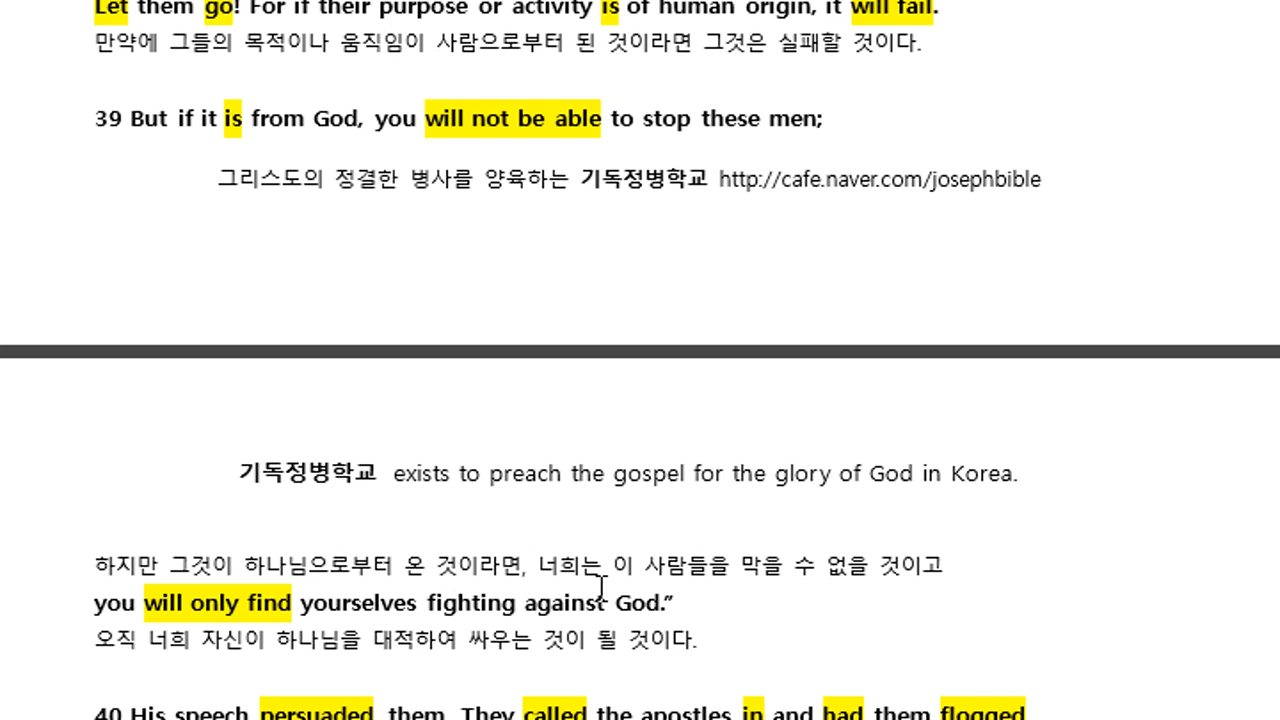 Let them go! For if their purpose or activity is of human origin, it will fail.
만약에 그들의 목적이나 움직임이 사람으로부터 된 것이라면 그것은 실패할 것이다.
39 But if it is from God, you will not be able to stop these men;
그리스도의 정결한 병사를 양육하는 기독정병학교 http://cafe.naver.com/josephbible
기독정병학교 exists to preach the gospel for the glory of God in Korea.
하지만 그것이 하나님으로부터 온 것이라면, 너희는 이 사람들을 막을 수 없을 것이고
you will only find yourselves fighting against God.”
오직 너희 자신이 하나님을 대적하여 싸우는 것이 될 것이다.
40 His speech persuaded them. They called the apostles in and had them flogged